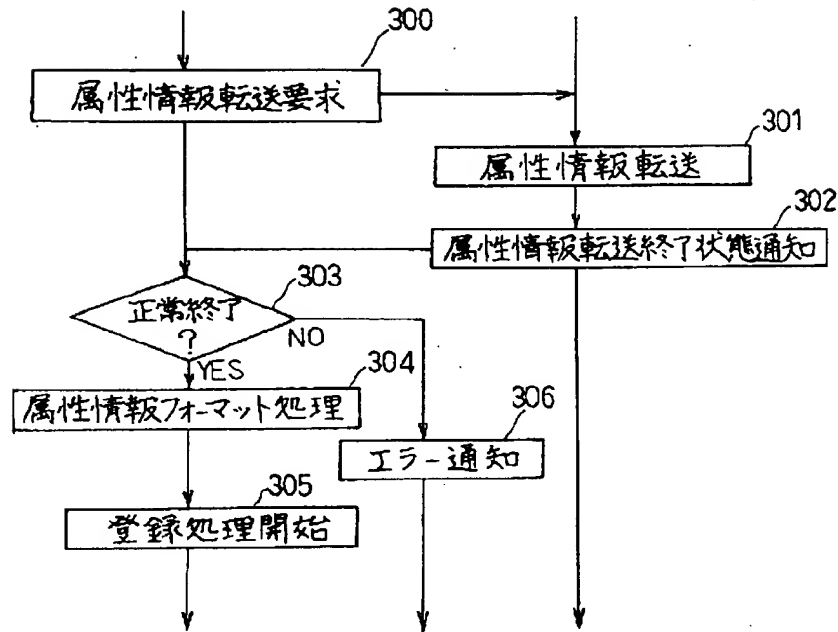 300
属性情報転送要求
301
属性情報転送
302
属性情報転送終了状態通知
303
正常終了
?
NO
YES
304
属性情報フォーマット処理
306
エラー通知
305
登録処理開始